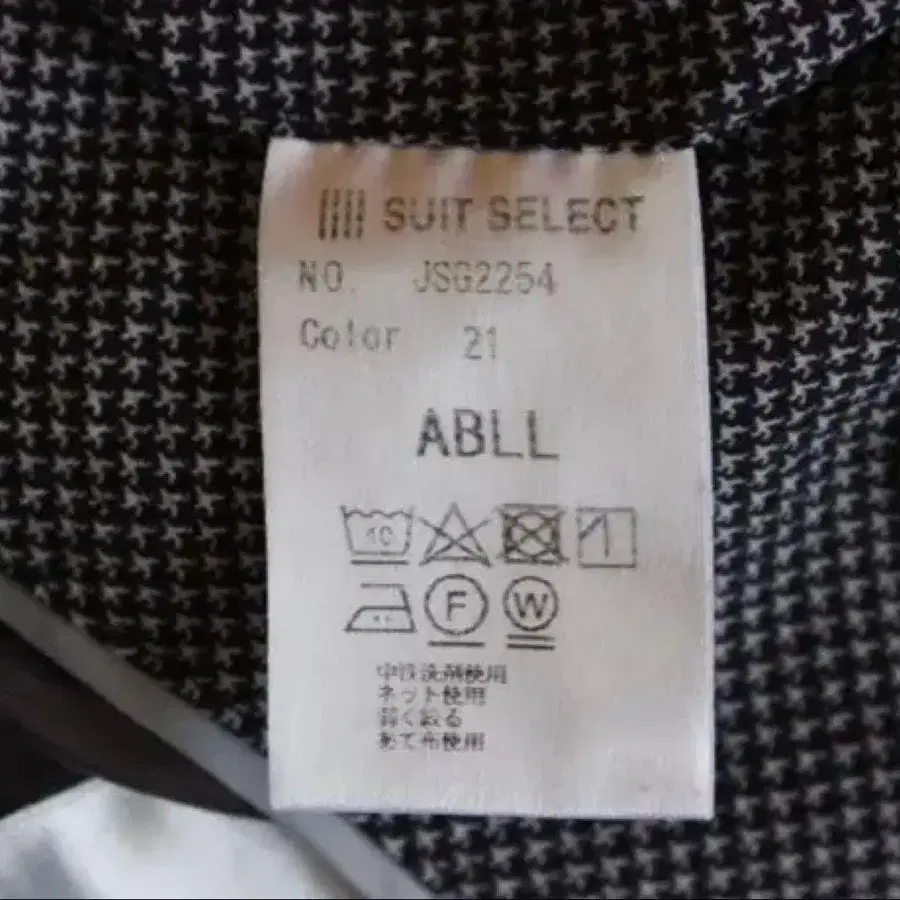 SUIT SELECT
NO. JSG2254
Color 21
ABLL
40
F W
中性洗剤使用
ネット使用
弱く絞る
あて布使用